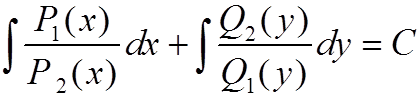 ∫ P₁(x)/P₂(x) dx + ∫ Q₂(y)/Q₁(y) dy = C